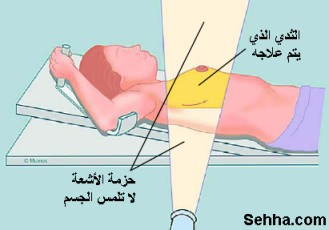 الثدي الذي
يتم علاجه
حزمة الأشعة
لا تلمس الجسم
Sehha.com